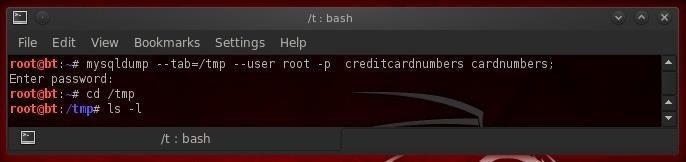 /t : bash
File Edit View Bookmarks Settings Help
root@bt:~# mysqldump --tab=/tmp --user root -p  creditcardnumbers cardnumbers;
Enter password:
root@bt:~# cd /tmp
root@bt:/tmp# ls -l
/t : bash